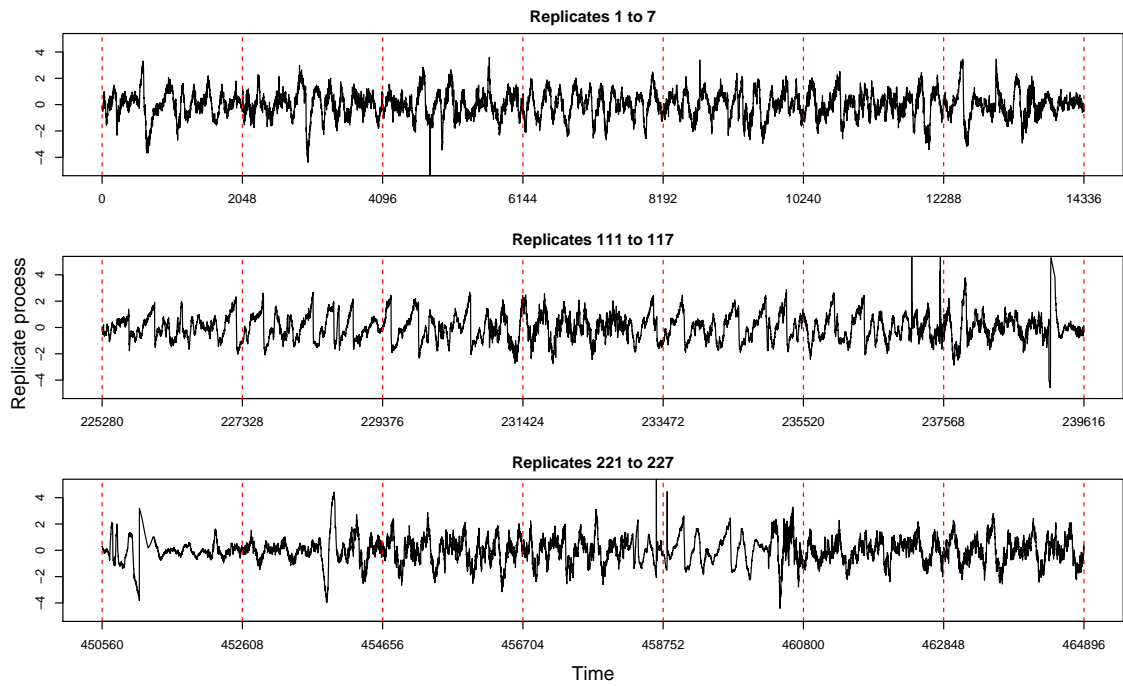 Replicates 1 to 7
4
2
0
−2
−4
0 2048 4096 6144 8192 10240 12288 14336
Replicates 111 to 117
4
2
0
−2
−4
225280 227328 229376 231424 233472 235520 237568 239616
Replicate process
Replicates 221 to 227
4
2
0
−2
−4
450560 452608 454656 456704 458752 460800 462848 464896
Time